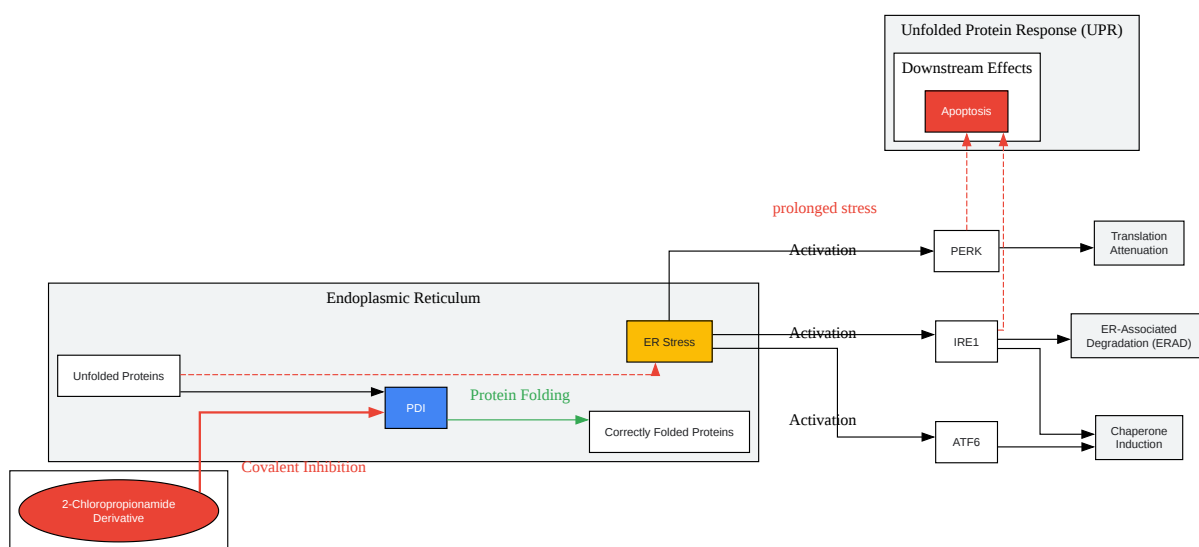 Unfolded Protein Response (UPR)
Downstream Effects
Apoptosis
prolonged stress
Activation
PERK
Translation
Attenuation
Endoplasmic Reticulum
ER Stress
Activation
IRE1
ER-Associated
Degradation (ERAD)
Unfolded Proteins
PDI
Protein Folding
Correctly Folded Proteins
Activation
ATF6
Chaperone
Induction
Covalent Inhibition
2-Chloropropionamide
Derivative